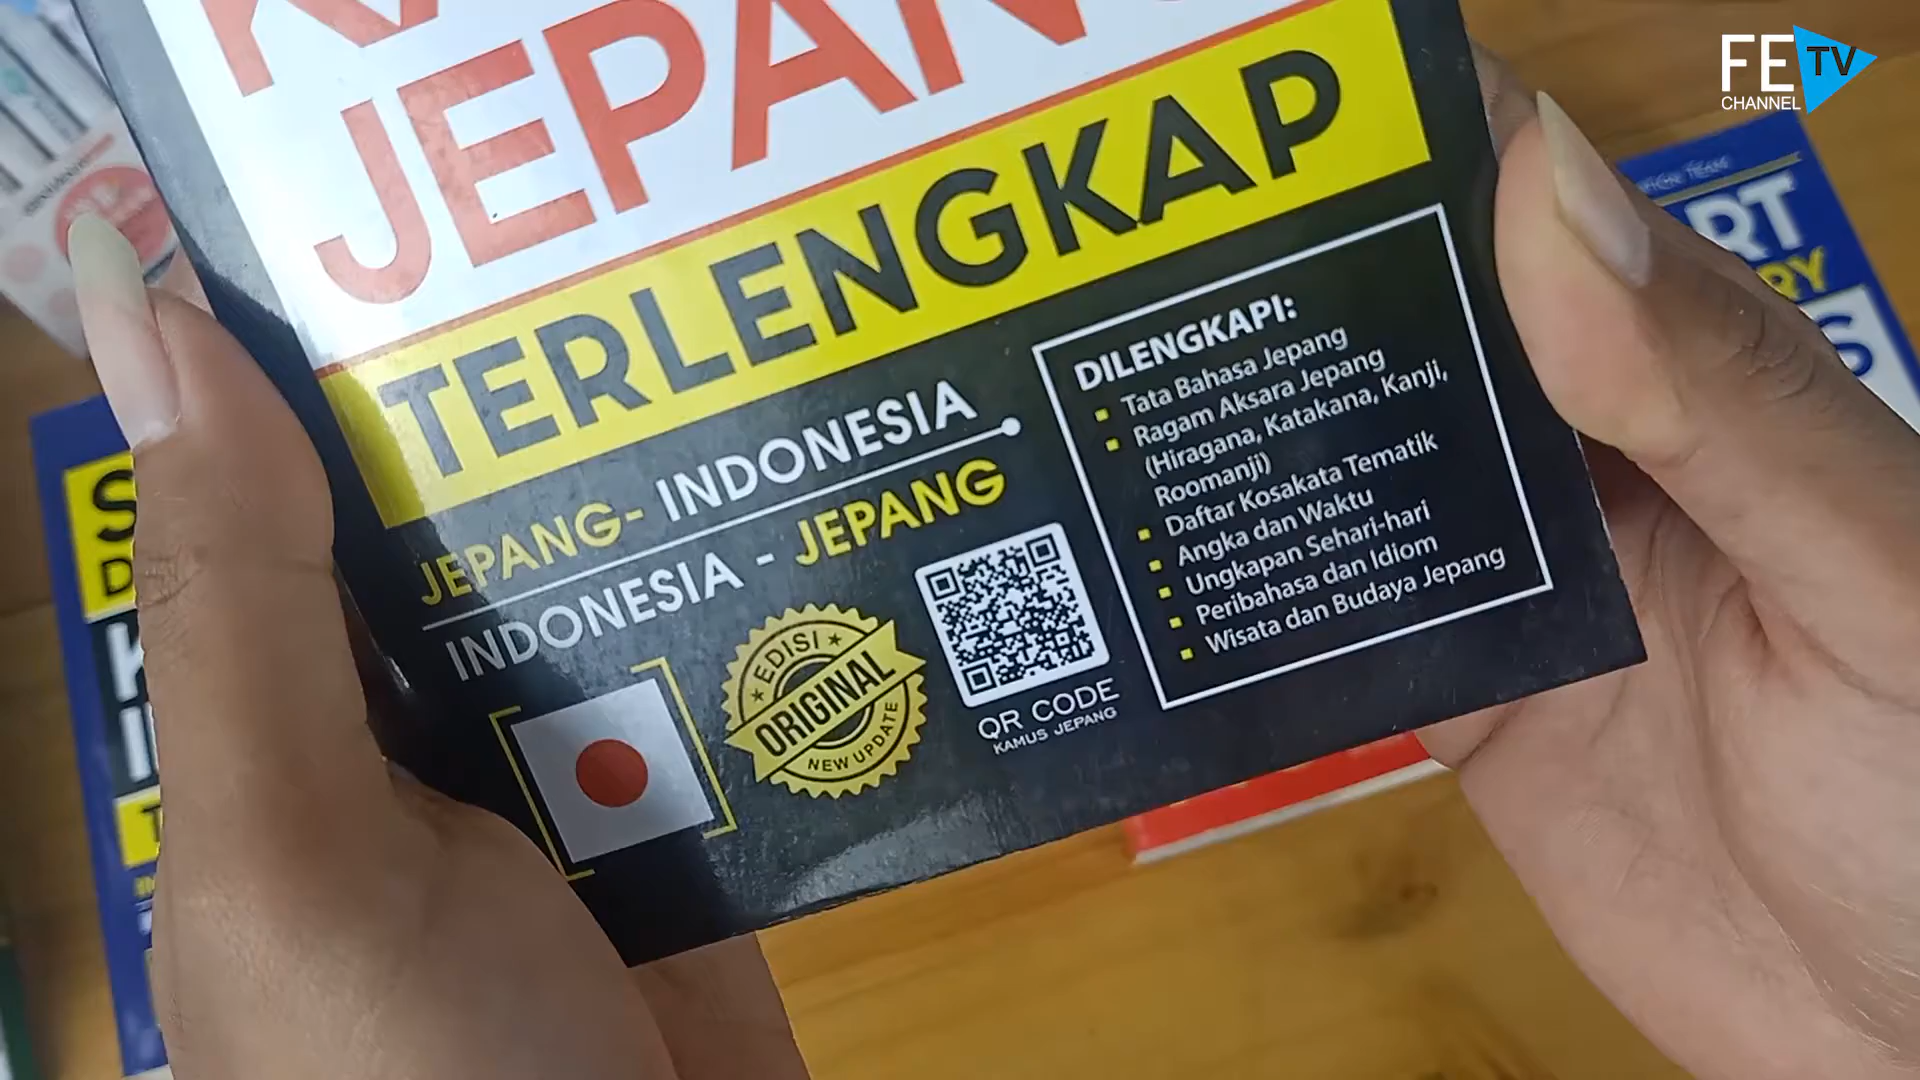 FE TV
CHANNEL
JEPANG
TERLENGKAP
JEPANG- INDONESIA
INDONESIA - JEPANG
EDISI
ORIGINAL
NEW UPDATE
QR CODE
KAMUS JEPANG
DILENGKAPI:
Tata Bahasa Jepang
Ragam Aksara Jepang
(Hiragana, Katakana, Kanji,
Roomanji)
Daftar Kosakata Tematik
Angka dan Waktu
Ungkapan Sehari-hari
Peribahasa dan Idiom
Wisata dan Budaya Jepang